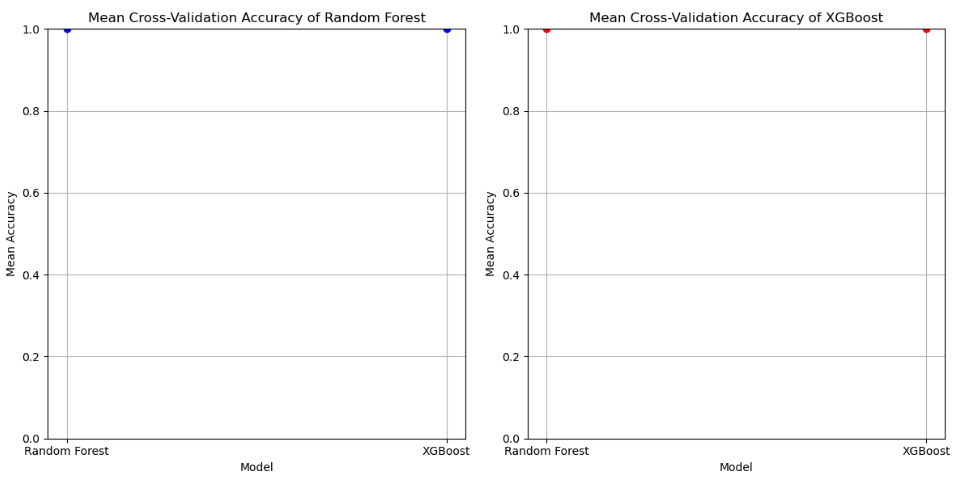 Mean Cross-Validation Accuracy of Random Forest
1.0
0.8
0.6
0.4
0.2
0.0
Mean Accuracy
Random Forest
XGBoost
Model
Mean Cross-Validation Accuracy of XGBoost
1.0
0.8
0.6
0.4
0.2
0.0
Mean Accuracy
Random Forest
XGBoost
Model